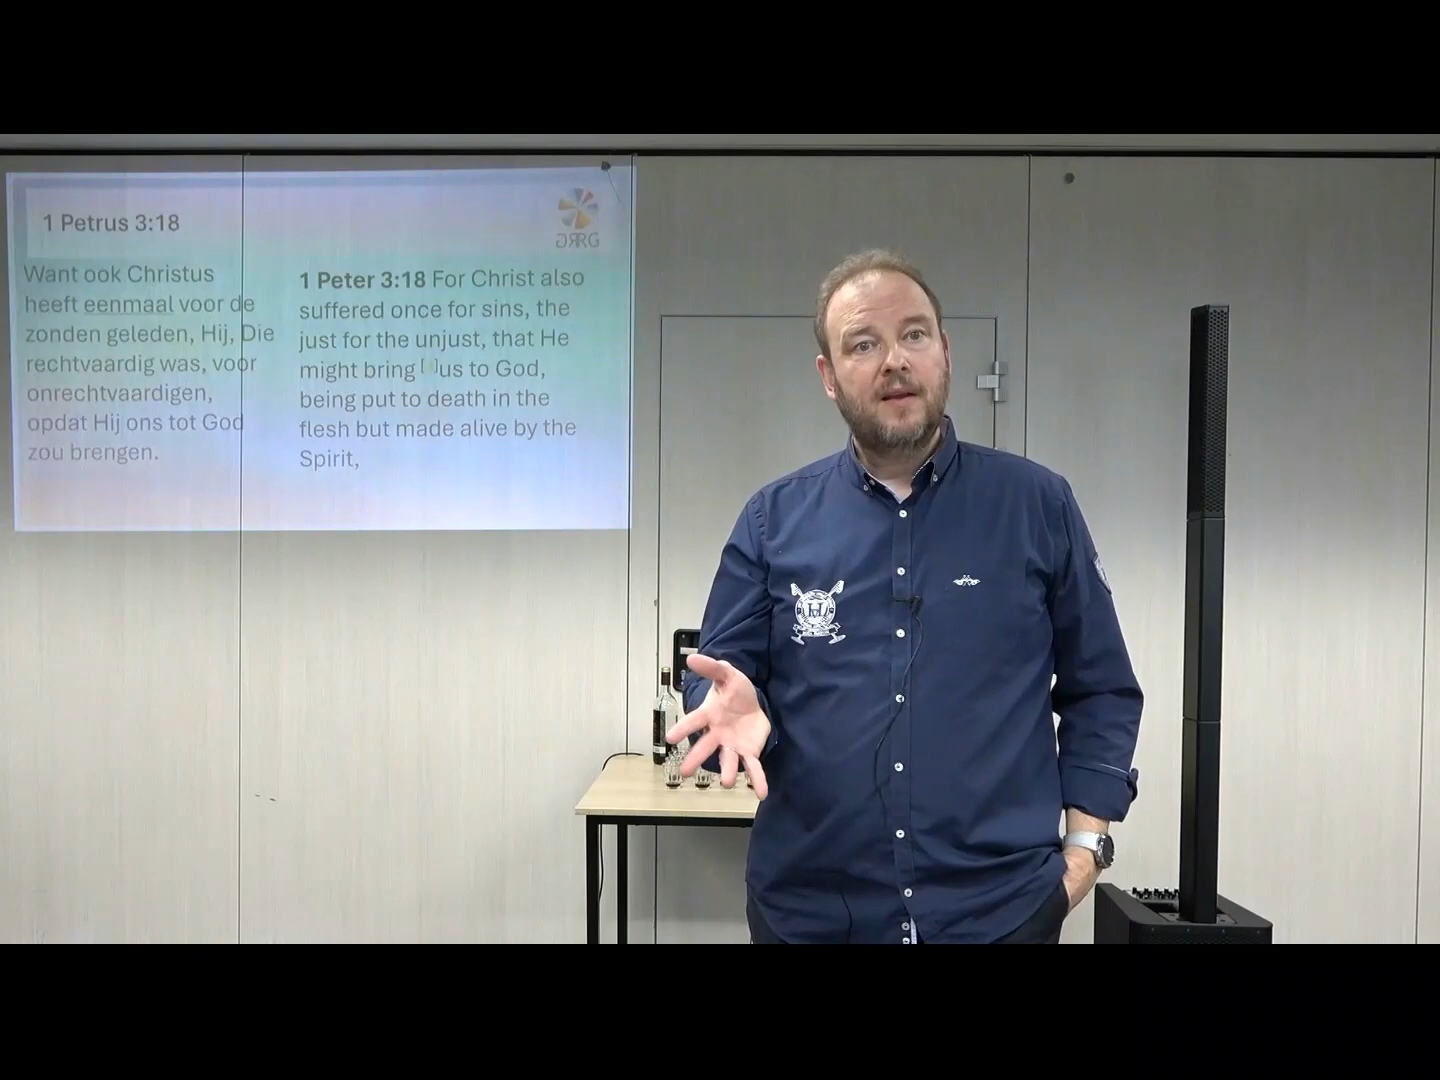 1 Petrus 3:18
Want ook Christus
heeft eenmaal voor de
zonden geleden, Hij, Die
rechtvaardig was, voor
onrechtvaardigen,
opdat Hij ons tot God
zou brengen.
1 Peter 3:18 For Christ also
suffered once for sins, the
just for the unjust, that He
might bring us to God,
being put to death in the
flesh but made alive by the
Spirit,